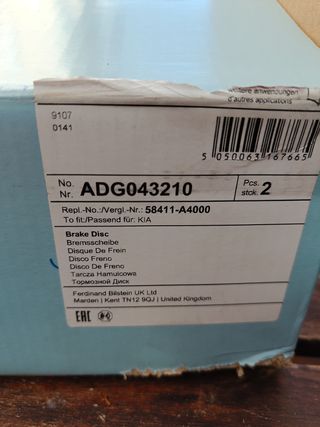 weitere anwendungen
d'autres applications
9107
0141
5 050063 167665
No. Nr. ADG043210
Pcs. stck. 2
Repl.-No.:/Vergl.-Nr.: 58411-A4000
To fit:/Passend für: KIA
Brake Disc
Bremsscheibe
Disque De Frein
Disco Freno
Disco De Freno
Tarcza Hamulcowa
Тормозной Диск
Ferdinand Bilstein UK Ltd
Marden | Kent TN12 9QJ | United Kingdom
EAC